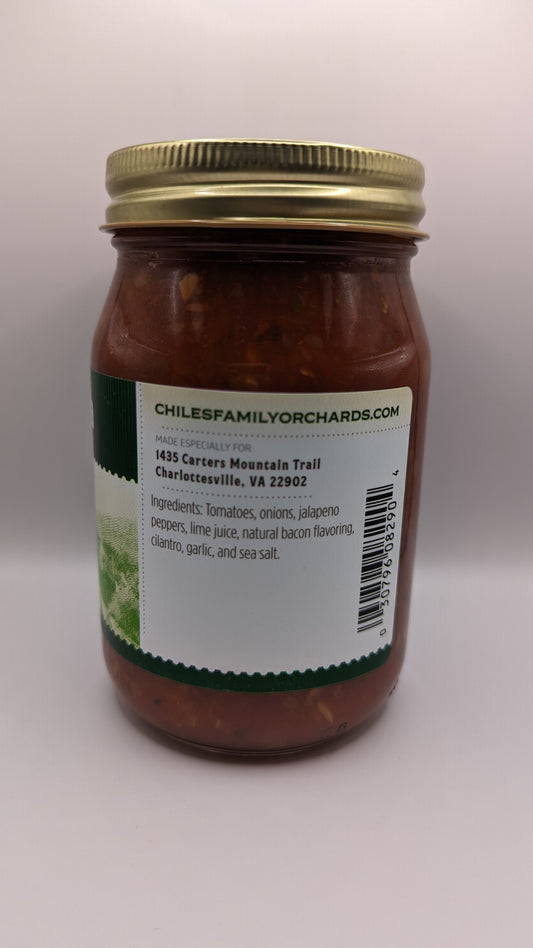 CHILESFAMILYORCHARDS.COM
MADE ESPECIALLY FOR:
1435 Carters Mountain Trail
Charlottesville, VA 22902
Ingredients: Tomatoes, onions, jalapeno
peppers, lime juice, natural bacon flavoring,
cilantro, garlic, and sea salt.
0 30796 08290 4